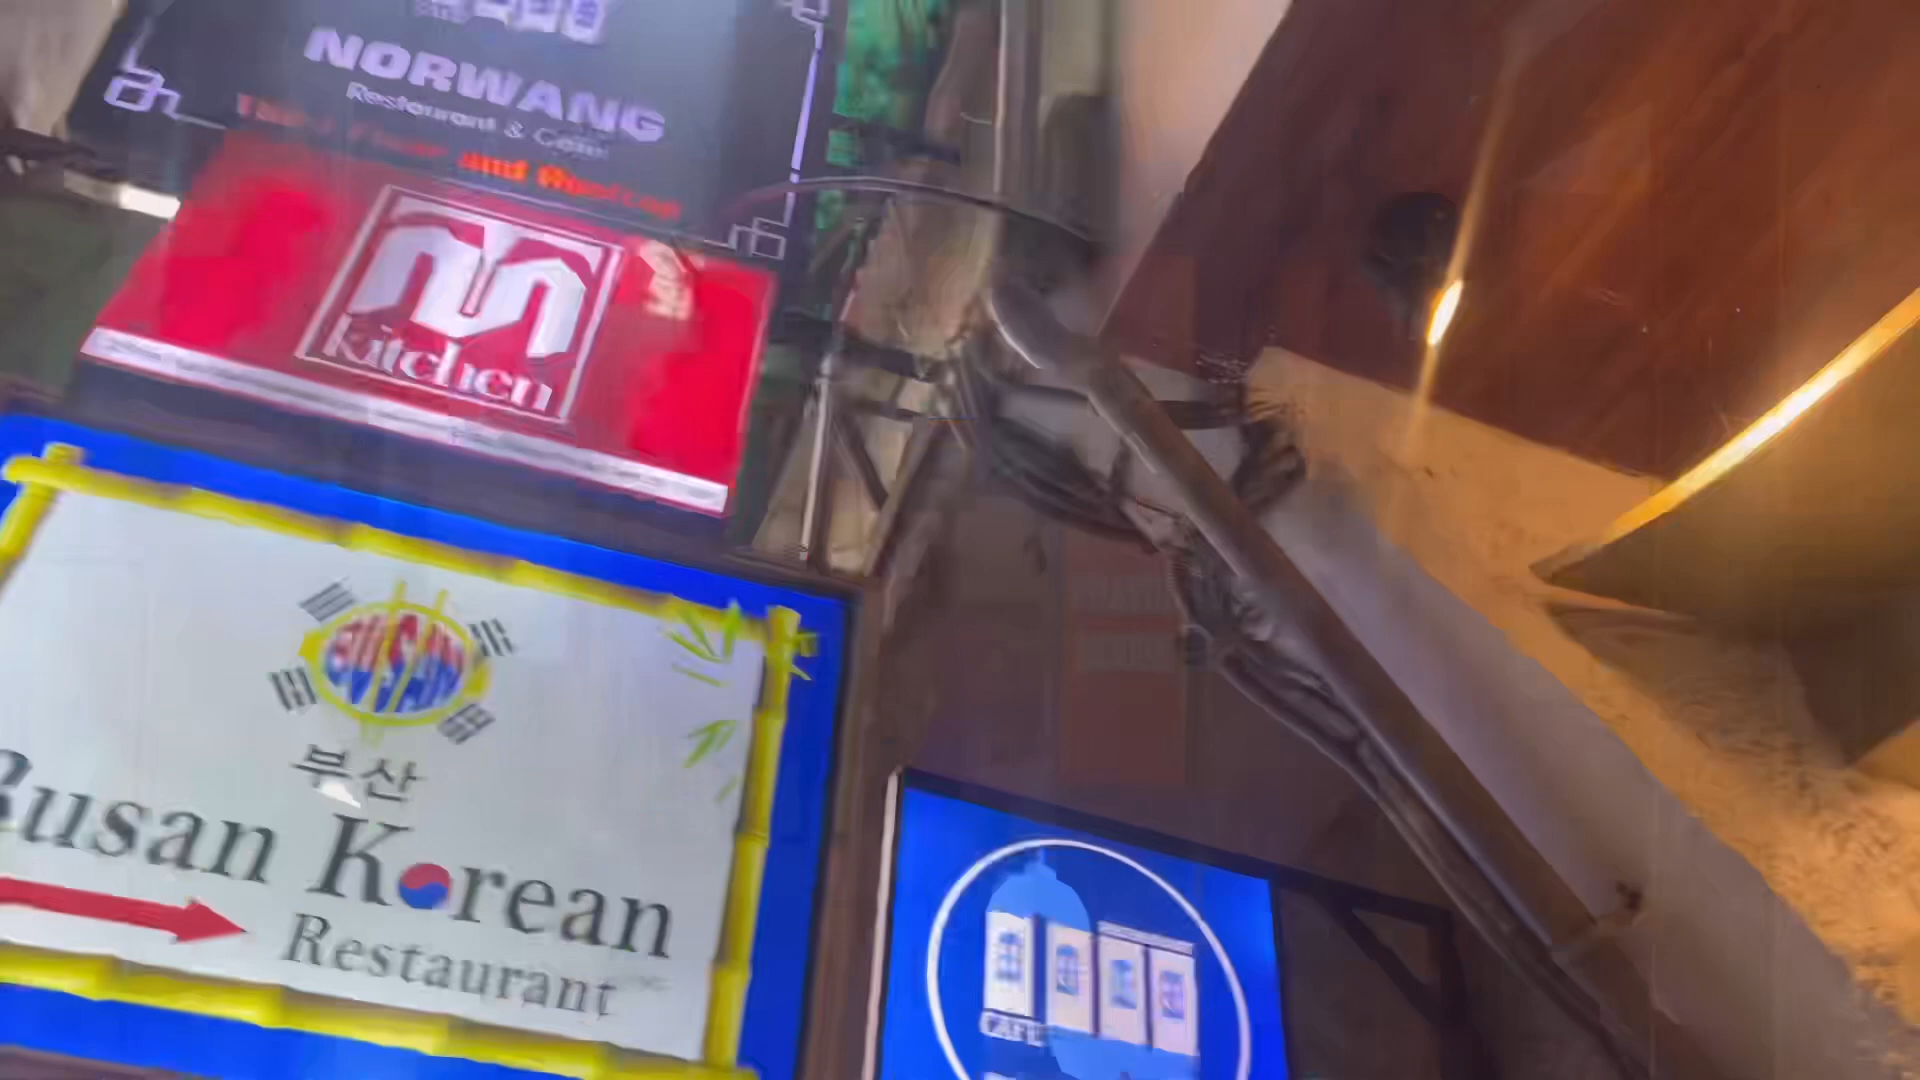 NORWANG
Restaurant &
and Rooftop
kitchen
BUSAN
부산
Busan Korean
Restaurant
CAFE